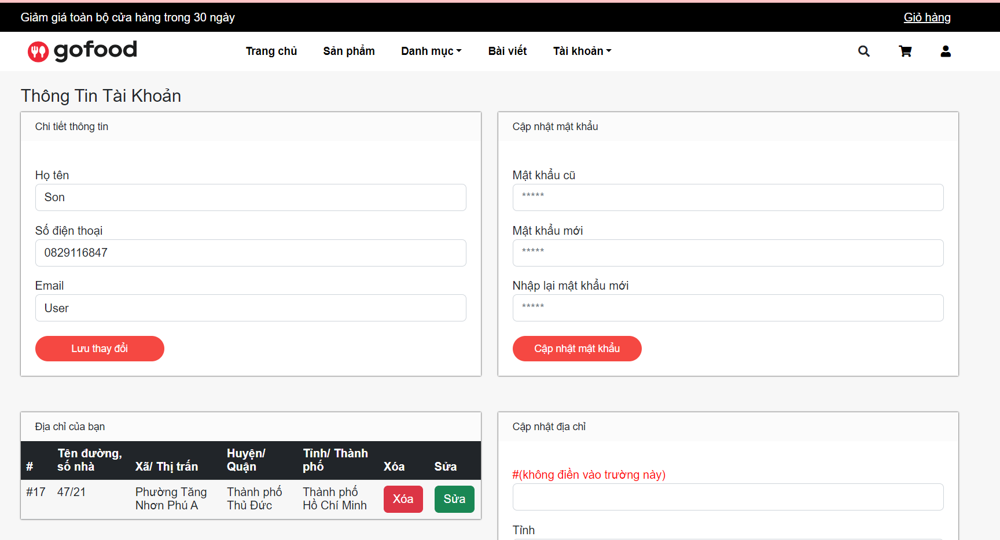 Giảm giá toàn bộ cửa hàng trong 30 ngày
Giỏ hàng
gofood
Trang chủ
Sản phẩm
Danh mục
Bài viết
Tài khoản
Thông Tin Tài Khoản
Chi tiết thông tin
Họ tên
Son
Số điện thoại
0829116847
Email
User
Lưu thay đổi
Cập nhật mật khẩu
Mật khẩu cũ
*****
Mật khẩu mới
*****
Nhập lại mật khẩu mới
*****
Cập nhật mật khẩu
Địa chỉ của bạn
# Tên đường, số nhà Xã/ Thị trấn Huyện/ Quận Tỉnh/ Thành phố Xóa Sửa
#17 47/21 Phường Tăng Nhơn Phú A Thành phố Thủ Đức Thành phố Hồ Chí Minh Xóa Sửa
Cập nhật địa chỉ
#(không điền vào trường này)
Tỉnh